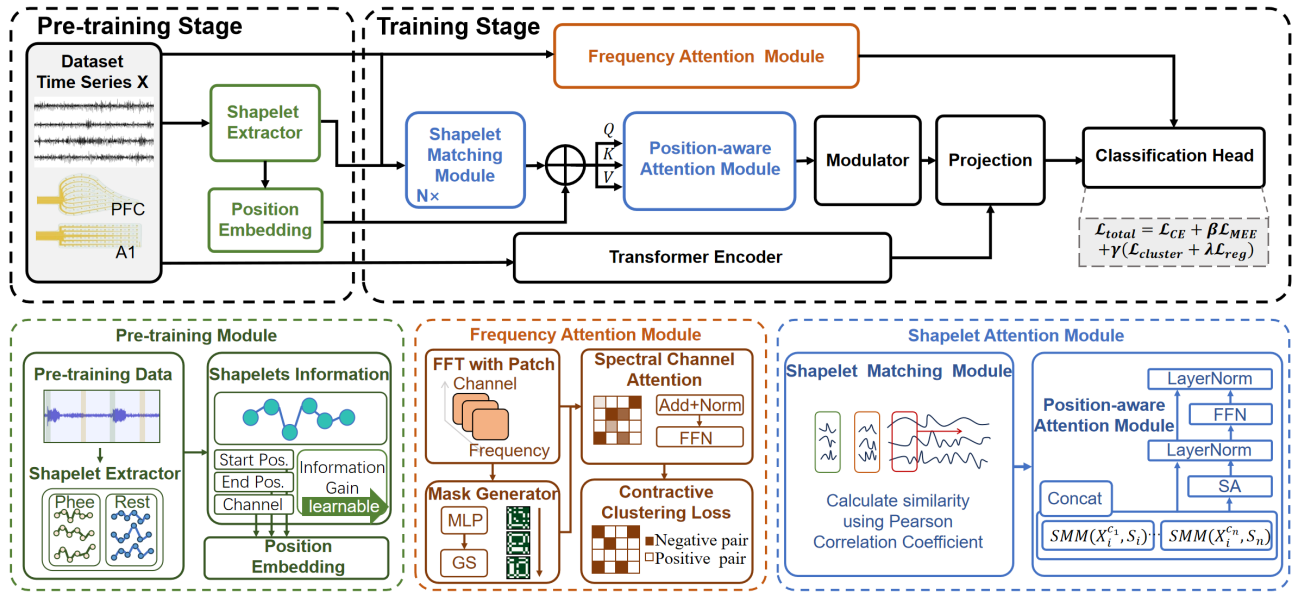 Pre-training Stage
Training Stage
Dataset
Time Series X
PFC
A1
Shapelet
Extractor
Position
Embedding
Frequency Attention Module
Shapelet
Matching
Module
N×
Q
K
V
Position-aware
Attention Module
Modulator
Projection
Classification Head
Transformer Encoder
ℒ_total = ℒ_CE + βℒ_MEE
+γ(ℒ_cluster + λℒ_reg)
Pre-training Module
Pre-training Data
Shapelet Extractor
Phee
Rest
Shapelets Information
Start Pos.
End Pos.
Channel
Information
Gain
learnable
Position
Embedding
Frequency Attention Module
FFT with Patch
Channel
Frequency
Mask Generator
MLP
GS
Spectral Channel
Attention
Add+Norm
FFN
Contractive
Clustering Loss
Negative pair
Positive pair
Shapelet Attention Module
Shapelet Matching Module
Calculate similarity
using Pearson
Correlation Coefficient
Position-aware
Attention Module
LayerNorm
FFN
LayerNorm
SA
Concat
SMM(X_i^{c_1}, S_i)
···
SMM(X_i^{c_n}, S_n)